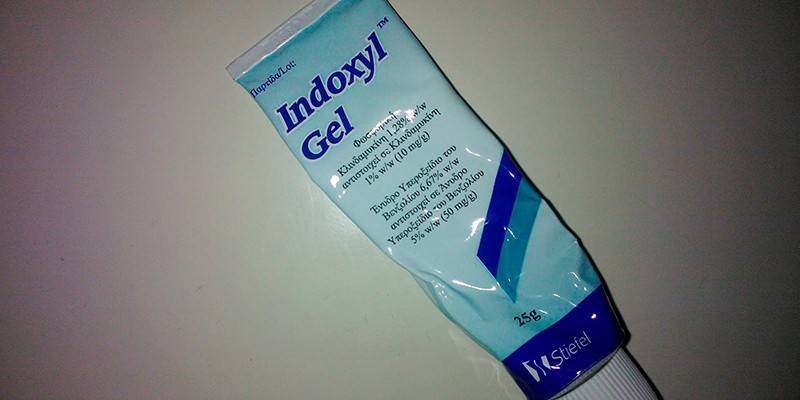 Παρτίδα/Lot:
Indoxyl™
Gel
Φωσφορική
Κλινδαμυκίνη 1,28% w/w
αντιστοιχεί σε Κλινδαμυκίνη
1% w/w (10 mg/g)
Ένυδρο Υπεροξείδιο του
Βενζολίου 6,67% w/w
αντιστοιχεί σε Άνυδρο
Υπεροξείδιο του Βενζολίου
5% w/w (50 mg/g)
25g
Stiefel